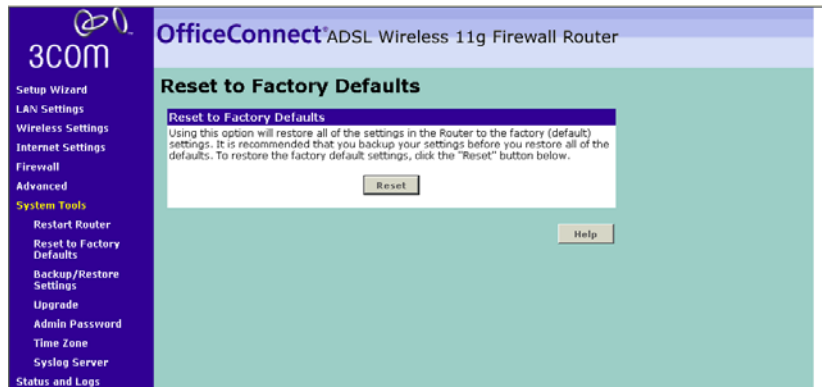 3COM
OfficeConnect® ADSL Wireless 11g Firewall Router
Setup Wizard
LAN Settings
Wireless Settings
Internet Settings
Firewall
Advanced
System Tools
Restart Router
Reset to Factory
Defaults
Backup/Restore
Settings
Upgrade
Admin Password
Time Zone
Syslog Server
Status and Logs
Reset to Factory Defaults
Reset to Factory Defaults
Using this option will restore all of the settings in the Router to the factory (default)
settings. It is recommended that you backup your settings before you restore all of the
defaults. To restore the factory default settings, click the "Reset" button below.
Reset
Help